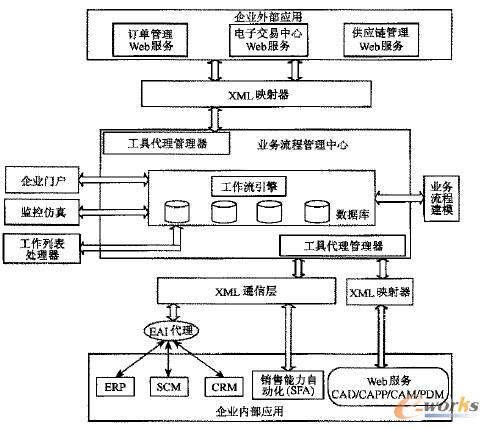 企业外部应用
订单管理
Web服务
电子交易中心
Web服务
供应链管理
Web服务
XML映射器
工具代理管理器
业务流程管理中心
企业门户
工作流引擎
业务
流程
建模
监控仿真
数据库
工作列表
处理器
工具代理管理器
XML通信层
XML映射器
EAI代理
ERP
SCM
CRM
销售能力自
动化(SFA)
Web服务
CAD/CAPP/CAM/PDM
企业内部应用
e-works